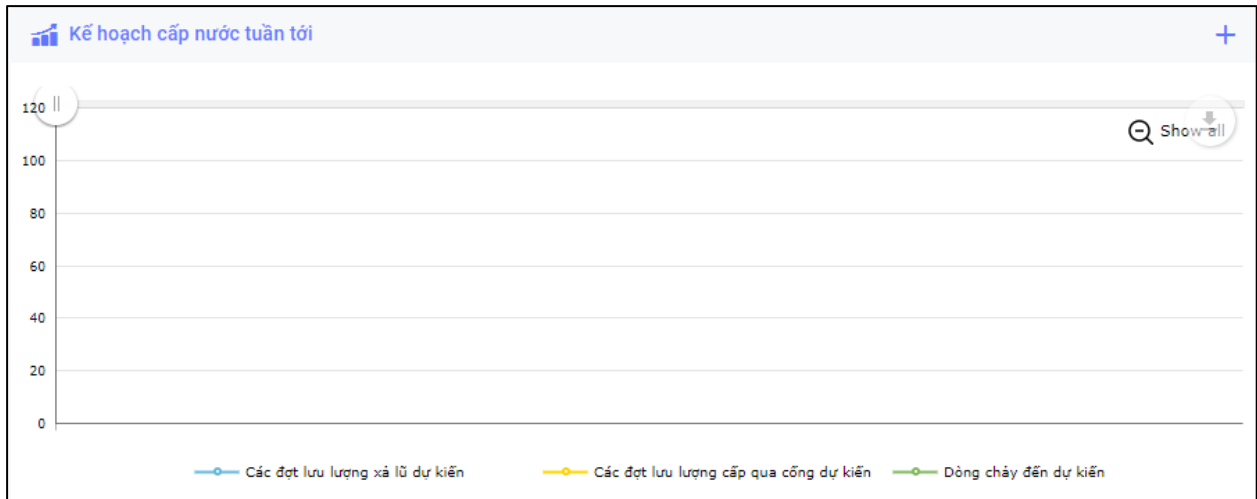 Kế hoạch cấp nước tuần tới
120
Show all
100
80
60
40
20
0
Các đợt lưu lượng xả lũ dự kiến
Các đợt lưu lượng cấp qua cống dự kiến
Dòng chảy đến dự kiến